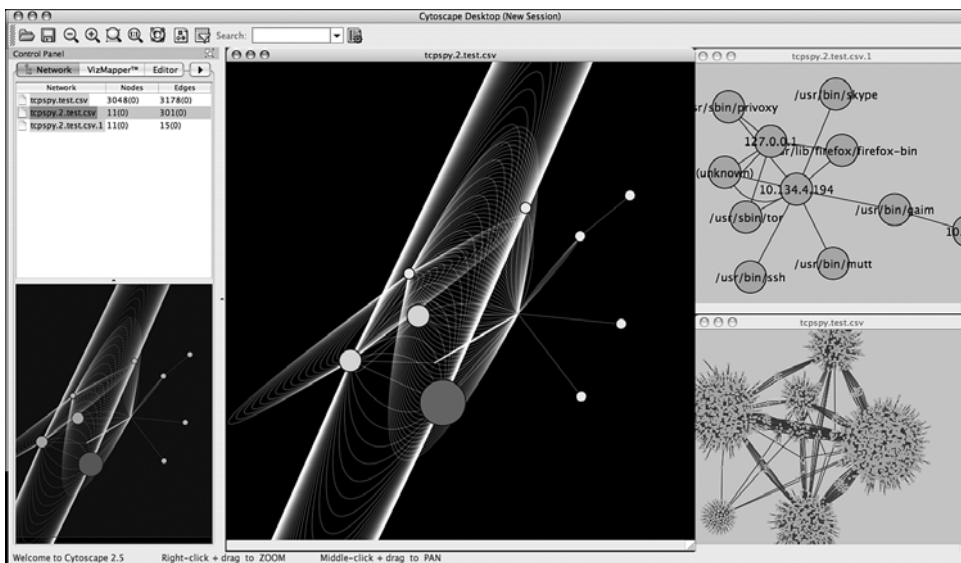 Cytoscape Desktop (New Session)
Search:
Control Panel
Network VizMapper™ Editor
Network Nodes Edges
tcpspy.test.csv 3048(0) 3178(0)
tcpspy.2.test.csv 11(0) 301(0)
tcpspy.2.test.csv.1 11(0) 15(0)
tcpspy.2.test.csv
tcpspy.2.test.csv.1
/usr/bin/skype
ur/sbin/privoxy
127.0.0.1
ur/lib/firefox/firefox-bin
(unknown)
10.134.4.194
/usr/sbin/tor
/usr/bin/gaim
10.
/usr/bin/ssh
/usr/bin/mutt
tcpspy.test.csv
Welcome to Cytoscape 2.5 Right-click + drag to ZOOM Middle-click + drag to PAN